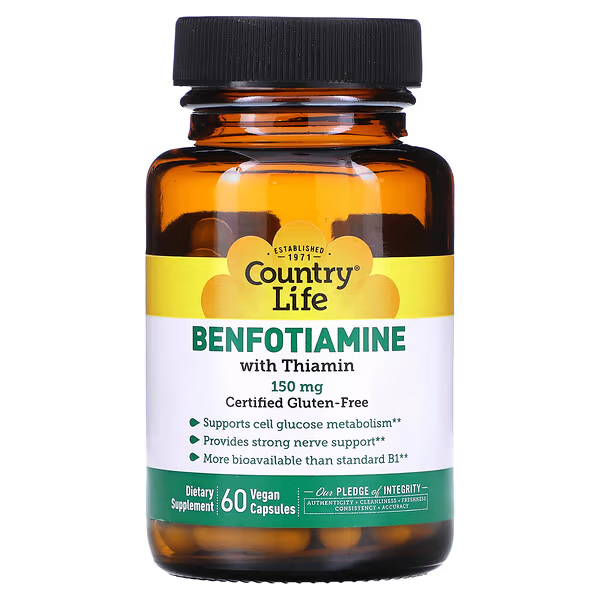 • ESTABLISHED •
— 1971 —
Country®
Life
BENFOTIAMINE
with Thiamin
150 mg
Certified Gluten-Free
Supports cell glucose metabolism**
Provides strong nerve support**
More bioavailable than standard B1**
Dietary
Supplement
60 Vegan
Capsules
Our PLEDGE of INTEGRITY
AUTHENTICITY • CLEANLINESS • FRESHNESS
CONSISTENCY • ACCURACY